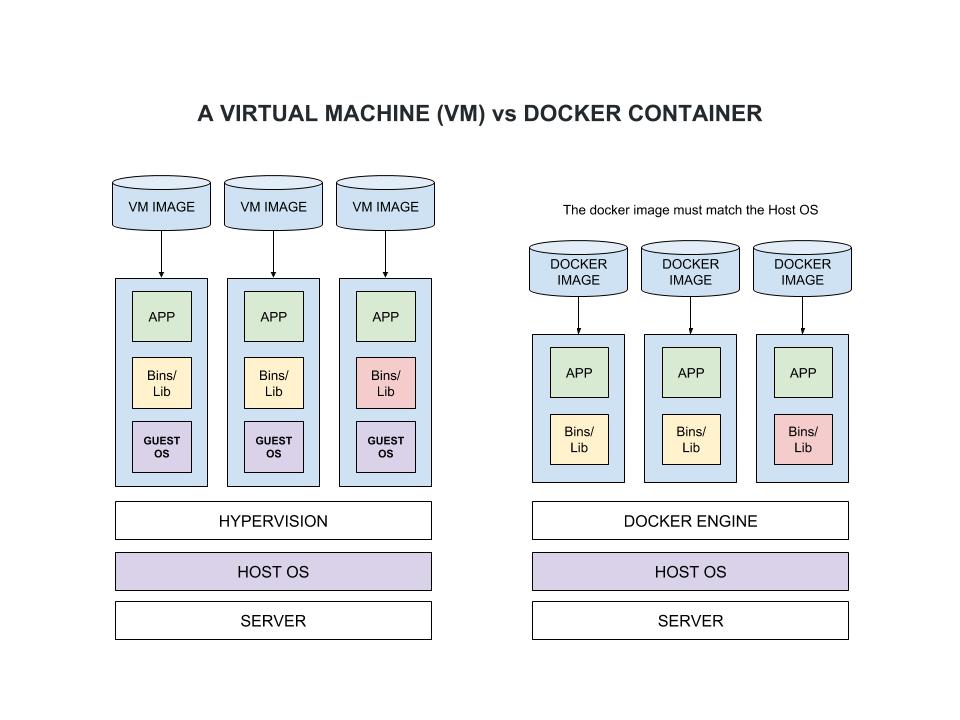 A VIRTUAL MACHINE (VM) vs DOCKER CONTAINER
VM IMAGE
VM IMAGE
VM IMAGE
APP
APP
APP
Bins/
Lib
Bins/
Lib
Bins/
Lib
GUEST
OS
GUEST
OS
GUEST
OS
HYPERVISION
HOST OS
SERVER
The docker image must match the Host OS
DOCKER
IMAGE
DOCKER
IMAGE
DOCKER
IMAGE
APP
APP
APP
Bins/
Lib
Bins/
Lib
Bins/
Lib
DOCKER ENGINE
HOST OS
SERVER